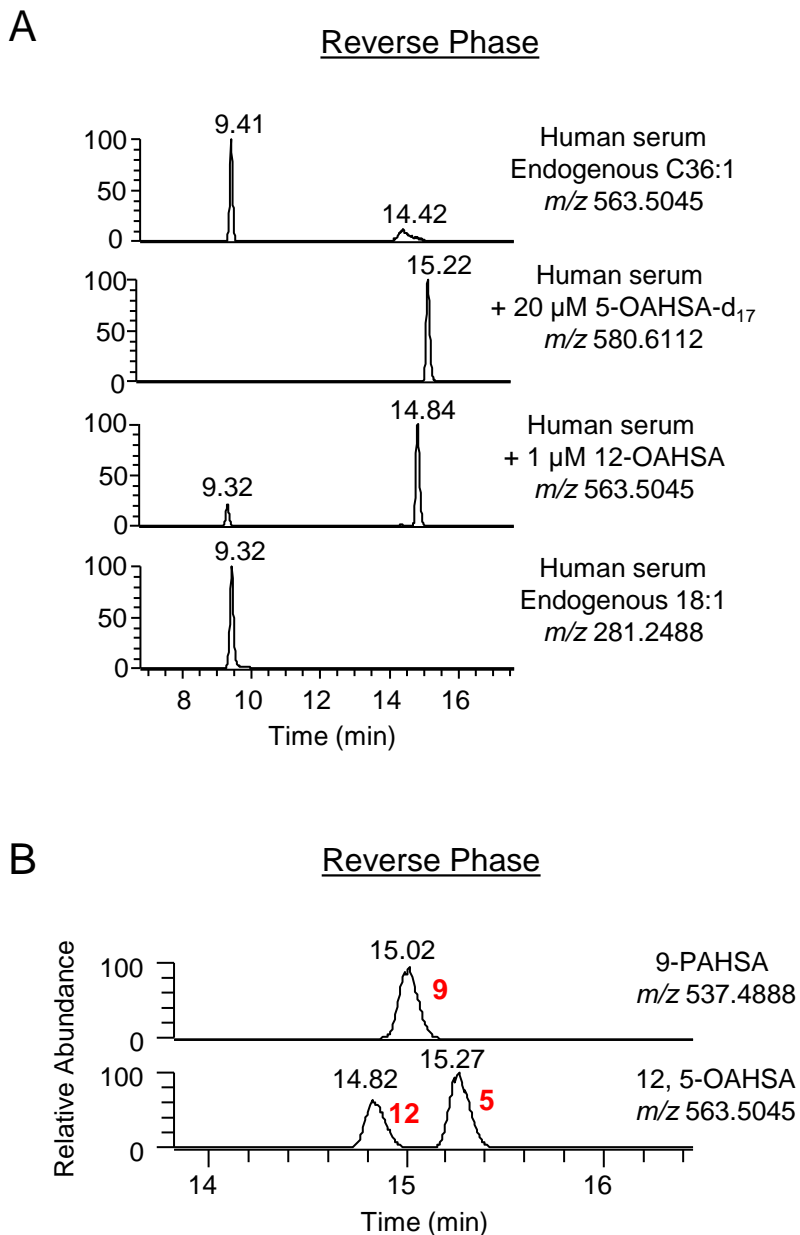 A
Reverse Phase
100
50
0
9.41
14.42
Human serum
Endogenous C36:1
m/z 563.5045
100
50
0
15.22
Human serum
+ 20 µM 5-OAHSA-d17
m/z 580.6112
100
50
0
9.32
14.84
Human serum
+ 1 µM 12-OAHSA
m/z 563.5045
100
50
0
9.32
Human serum
Endogenous 18:1
m/z 281.2488
8 10 12 14 16
Time (min)
B
Reverse Phase
Relative Abundance
100
0
15.02
9
9-PAHSA
m/z 537.4888
100
0
14.82
12
15.27
5
12, 5-OAHSA
m/z 563.5045
14 15 16
Time (min)